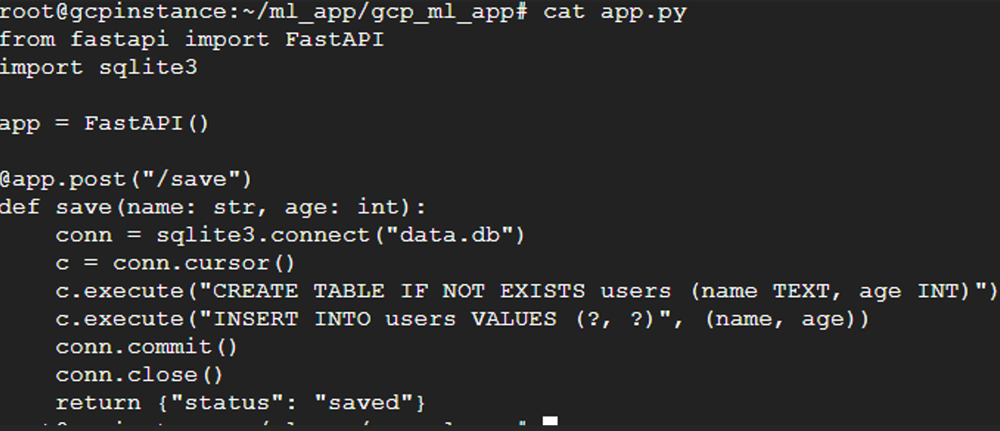 root@gcpinstance:~/ml_app/gcp_ml_app# cat app.py
from fastapi import FastAPI
import sqlite3
app = FastAPI()
@app.post("/save")
def save(name: str, age: int):
    conn = sqlite3.connect("data.db")
    c = conn.cursor()
    c.execute("CREATE TABLE IF NOT EXISTS users (name TEXT, age INT)")
    c.execute("INSERT INTO users VALUES (?, ?)", (name, age))
    conn.commit()
    conn.close()
    return {"status": "saved"}